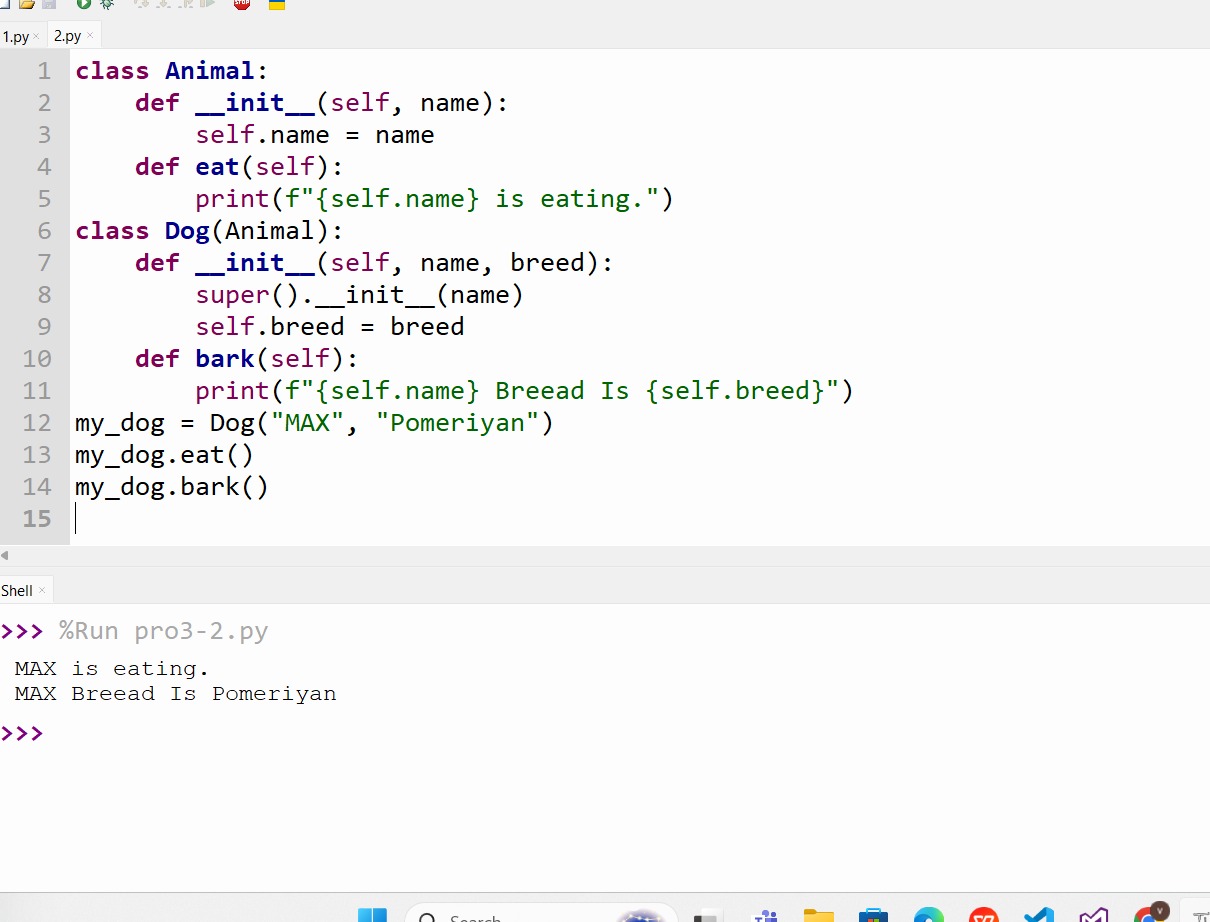 STOP
1.py × 2.py ×
1 class Animal:
2     def __init__(self, name):
3         self.name = name
4     def eat(self):
5         print(f"{self.name} is eating.")
6 class Dog(Animal):
7     def __init__(self, name, breed):
8         super().__init__(name)
9         self.breed = breed
10     def bark(self):
11         print(f"{self.name} Breead Is {self.breed}")
12 my_dog = Dog("MAX", "Pomeriyan")
13 my_dog.eat()
14 my_dog.bark()
15
Shell ×
>>> %Run pro3-2.py
MAX is eating.
MAX Breead Is Pomeriyan
>>>
Search